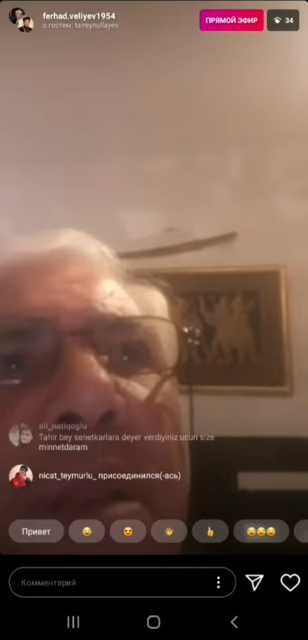 ferhad.veliyev1954
с гостем. taireynullayev
ПРЯМОЙ ЭФИР
34
ali_natiqoglu
Tahir bey senetkarlara deyer verdiyiniz ucun size
minnetdaram
nicat_teymurlu_ присоединился(-ась)
Привет
Комментарий